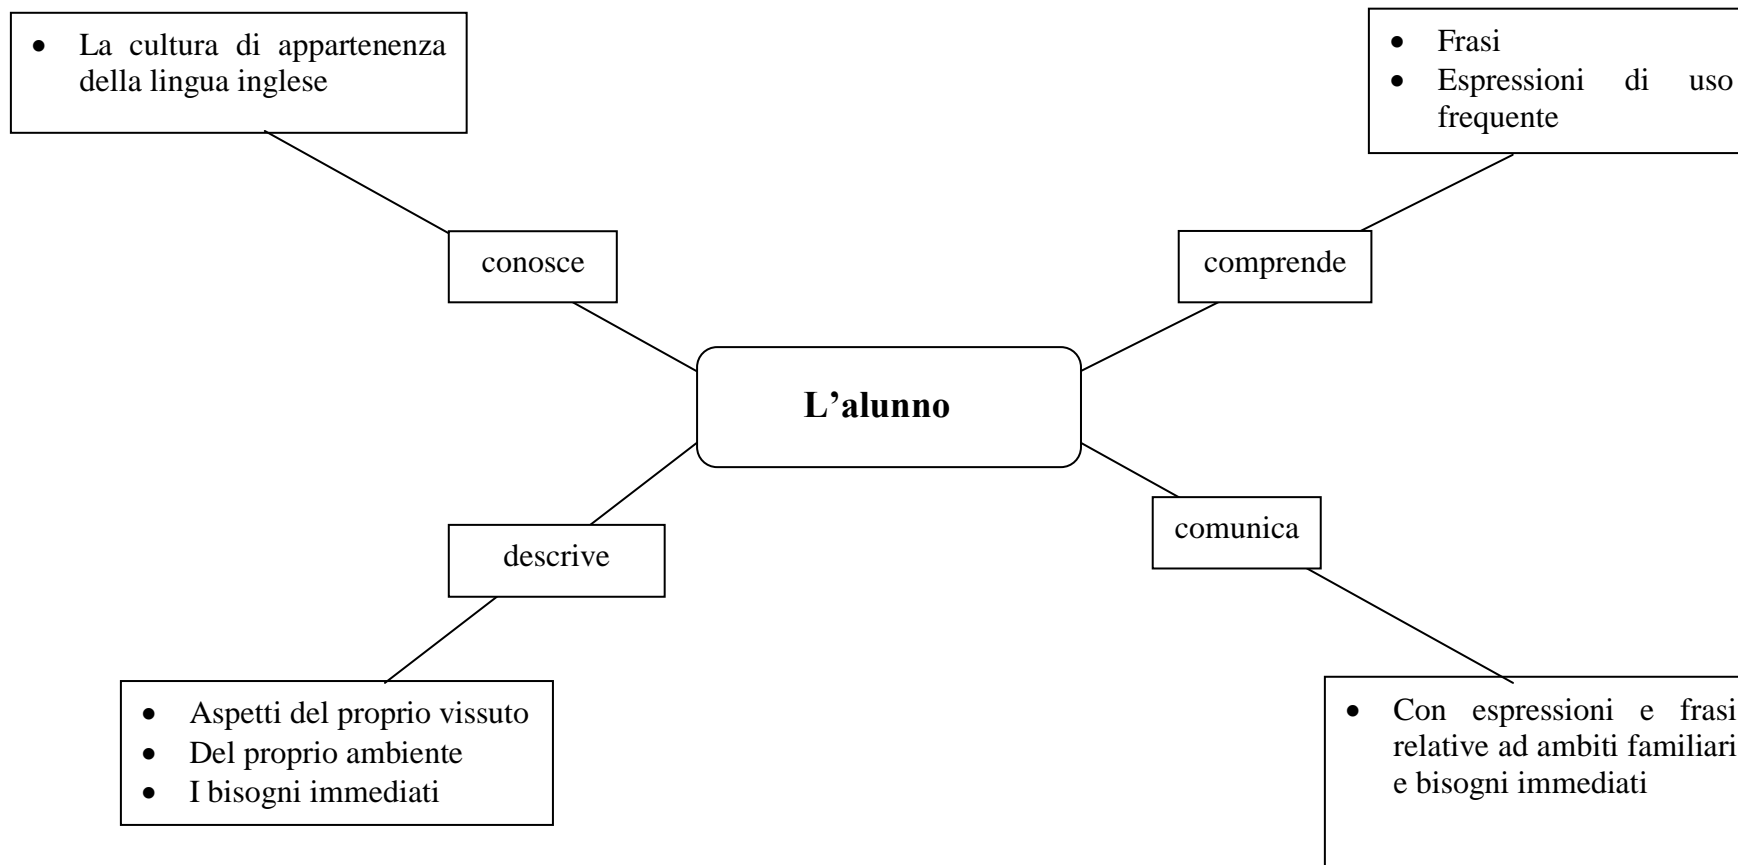 • La cultura di appartenenza
della lingua inglese
• Frasi
• Espressioni di uso
frequente
conosce
comprende
L’alunno
descrive
comunica
• Aspetti del proprio vissuto
• Del proprio ambiente
• I bisogni immediati
• Con espressioni e frasi
relative ad ambiti familiari
e bisogni immediati